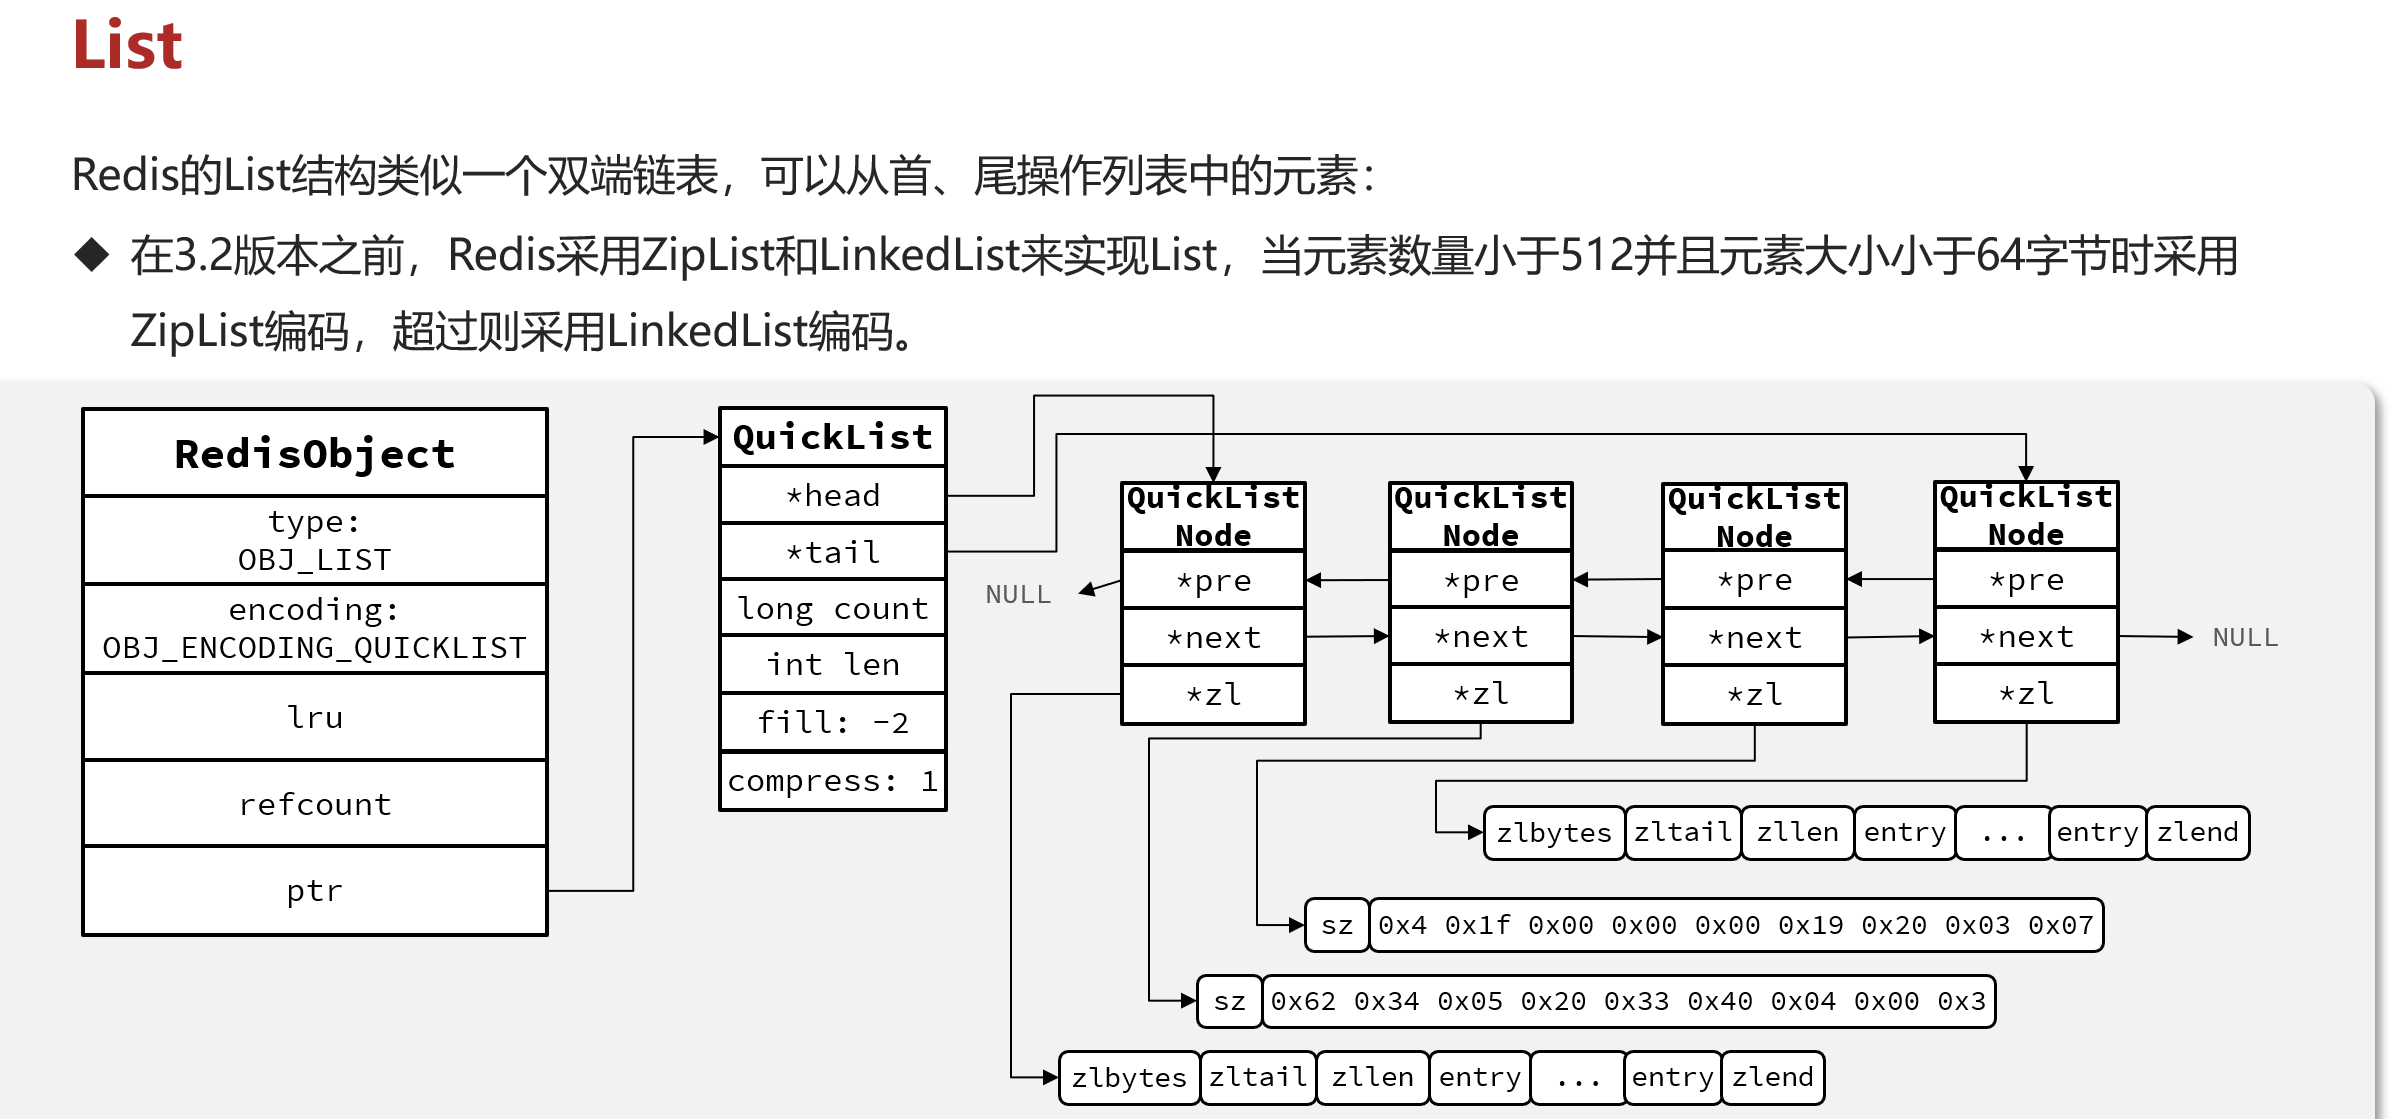 List
Redis的List结构类似一个双端链表，可以从首、尾操作列表中的元素：
◆ 在3.2版本之前，Redis采用ZipList和LinkedList来实现List，当元素数量小于512并且元素大小小于64字节时采用
ZipList编码，超过则采用LinkedList编码。
RedisObject
type:
OBJ_LIST
encoding:
OBJ_ENCODING_QUICKLIST
lru
refcount
ptr
QuickList
*head
*tail
long count
int len
fill: -2
compress: 1
NULL
QuickList
Node
*pre
*next
*zl
QuickList
Node
*pre
*next
*zl
QuickList
Node
*pre
*next
*zl
QuickList
Node
*pre
*next
*zl
NULL
zlbytes zltail zllen entry ... entry zlend
sz 0x4 0x1f 0x00 0x00 0x00 0x19 0x20 0x03 0x07
sz 0x62 0x34 0x05 0x20 0x33 0x40 0x04 0x00 0x3
zlbytes zltail zllen entry ... entry zlend